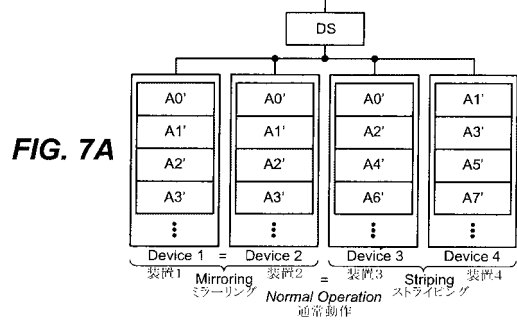 DS
FIG. 7A
A0' A0' A0' A1'
A1' A1' A2' A3'
A2' A2' A4' A5'
A3' A3' A6' A7'
Device 1 = Device 2 Device 3 Device 4
装置1 装置2 装置3 装置4
Mirroring = Striping
ミラーリング ストライピング
Normal Operation
通常動作